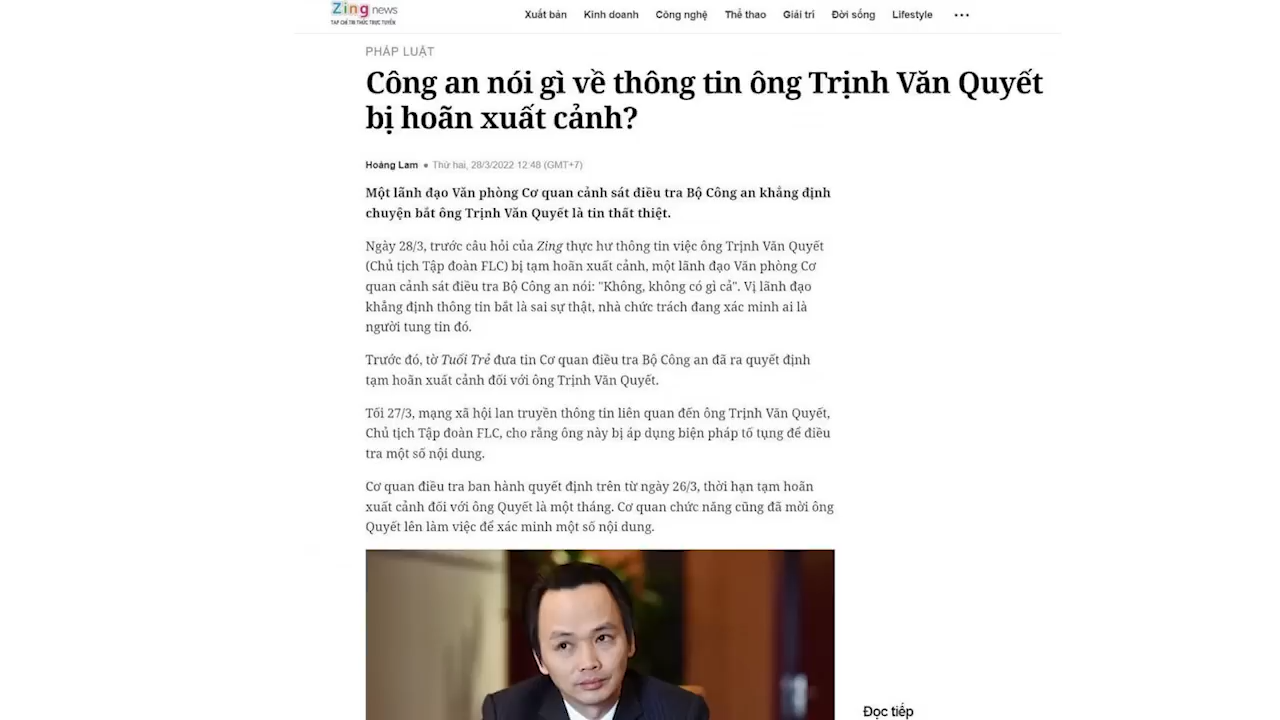 Zing news
TẠP CHÍ TRI THỨC TRỰC TUYẾN
Xuất bản Kinh doanh Công nghệ Thể thao Giải trí Đời sống Lifestyle
PHÁP LUẬT
Công an nói gì về thông tin ông Trịnh Văn Quyết
bị hoãn xuất cảnh?
Hoàng Lam • Thứ hai, 28/3/2022 12:48 (GMT+7)
Một lãnh đạo Văn phòng Cơ quan cảnh sát điều tra Bộ Công an khẳng định
chuyện bắt ông Trịnh Văn Quyết là tin thất thiệt.
Ngày 28/3, trước câu hỏi của Zing thực hư thông tin việc ông Trịnh Văn Quyết
(Chủ tịch Tập đoàn FLC) bị tạm hoãn xuất cảnh, một lãnh đạo Văn phòng Cơ
quan cảnh sát điều tra Bộ Công an nói: "Không, không có gì cả". Vị lãnh đạo
khẳng định thông tin bắt là sai sự thật, nhà chức trách đang xác minh ai là
người tung tin đó.
Trước đó, tờ Tuổi Trẻ đưa tin Cơ quan điều tra Bộ Công an đã ra quyết định
tạm hoãn xuất cảnh đối với ông Trịnh Văn Quyết.
Tối 27/3, mạng xã hội lan truyền thông tin liên quan đến ông Trịnh Văn Quyết,
Chủ tịch Tập đoàn FLC, cho rằng ông này bị áp dụng biện pháp tố tụng để điều
tra một số nội dung.
Cơ quan điều tra ban hành quyết định trên từ ngày 26/3, thời hạn tạm hoãn
xuất cảnh đối với ông Quyết là một tháng. Cơ quan chức năng cũng đã mời ông
Quyết lên làm việc để xác minh một số nội dung.
Đọc tiếp